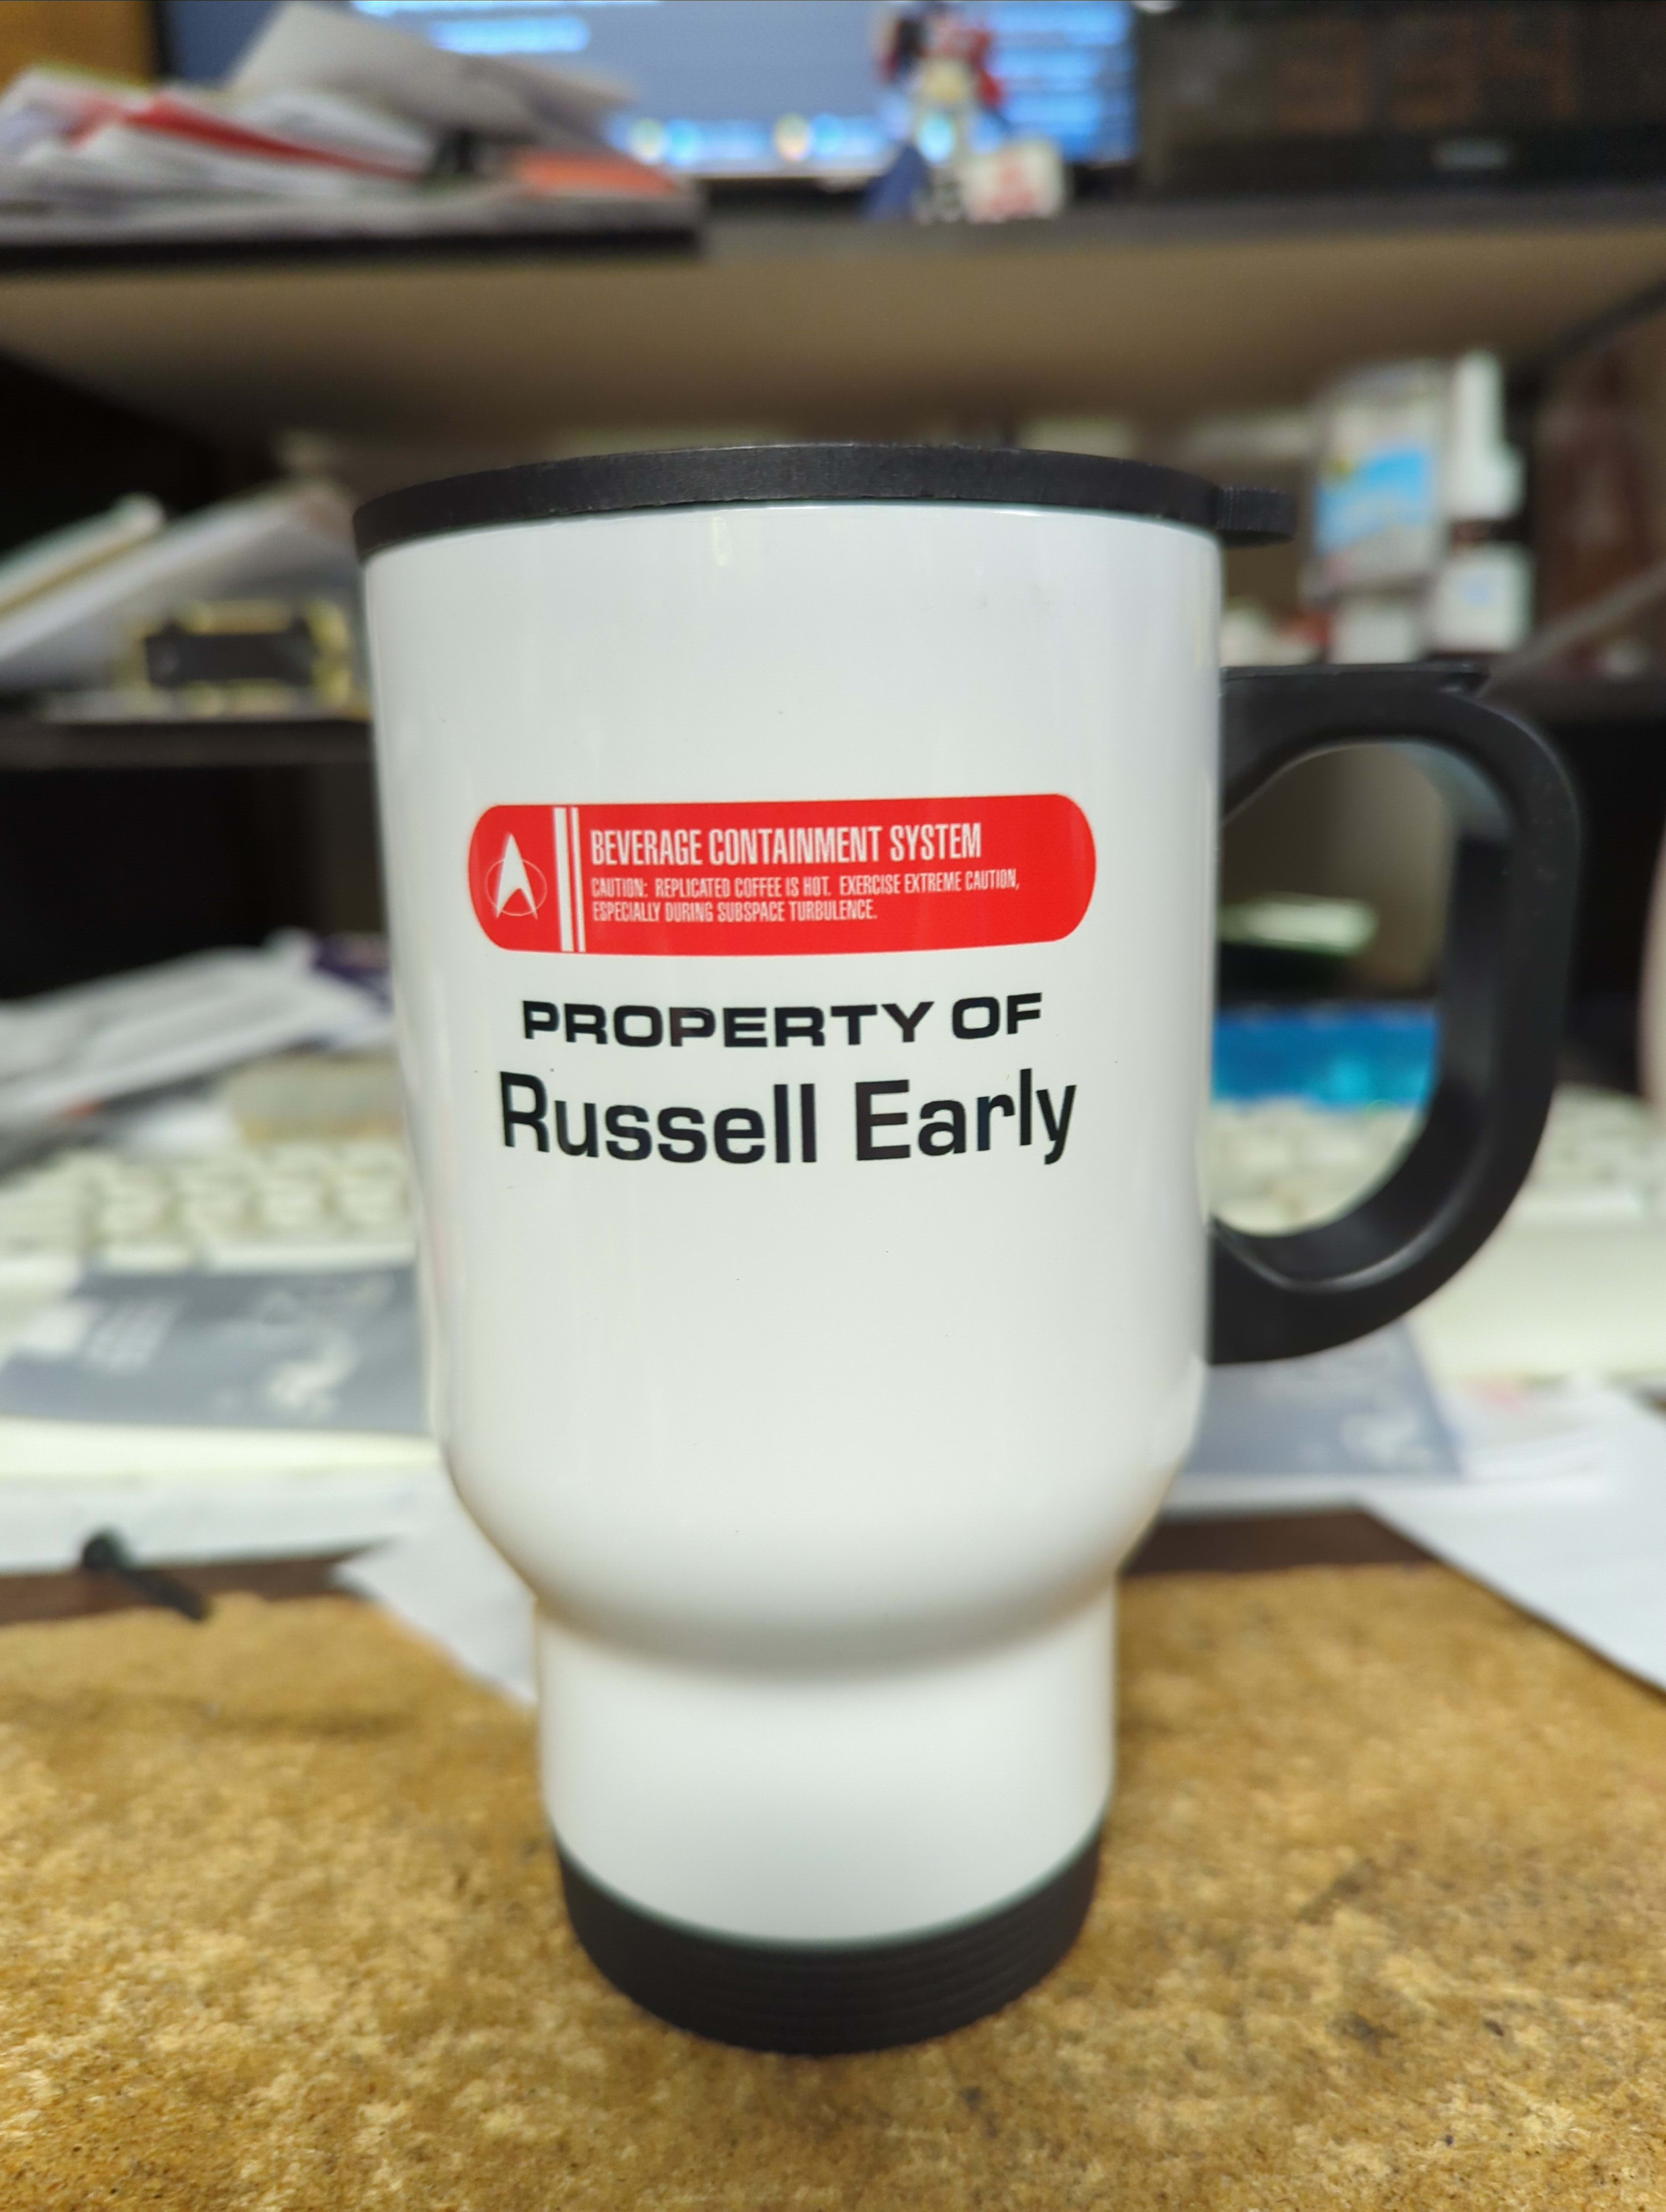 BEVERAGE CONTAINMENT SYSTEM
CAUTION: REPLICATED COFFEE IS HOT. EXERCISE EXTREME CAUTION,
ESPECIALLY DURING SUBSPACE TURBULENCE.
PROPERTY OF
Russell Early